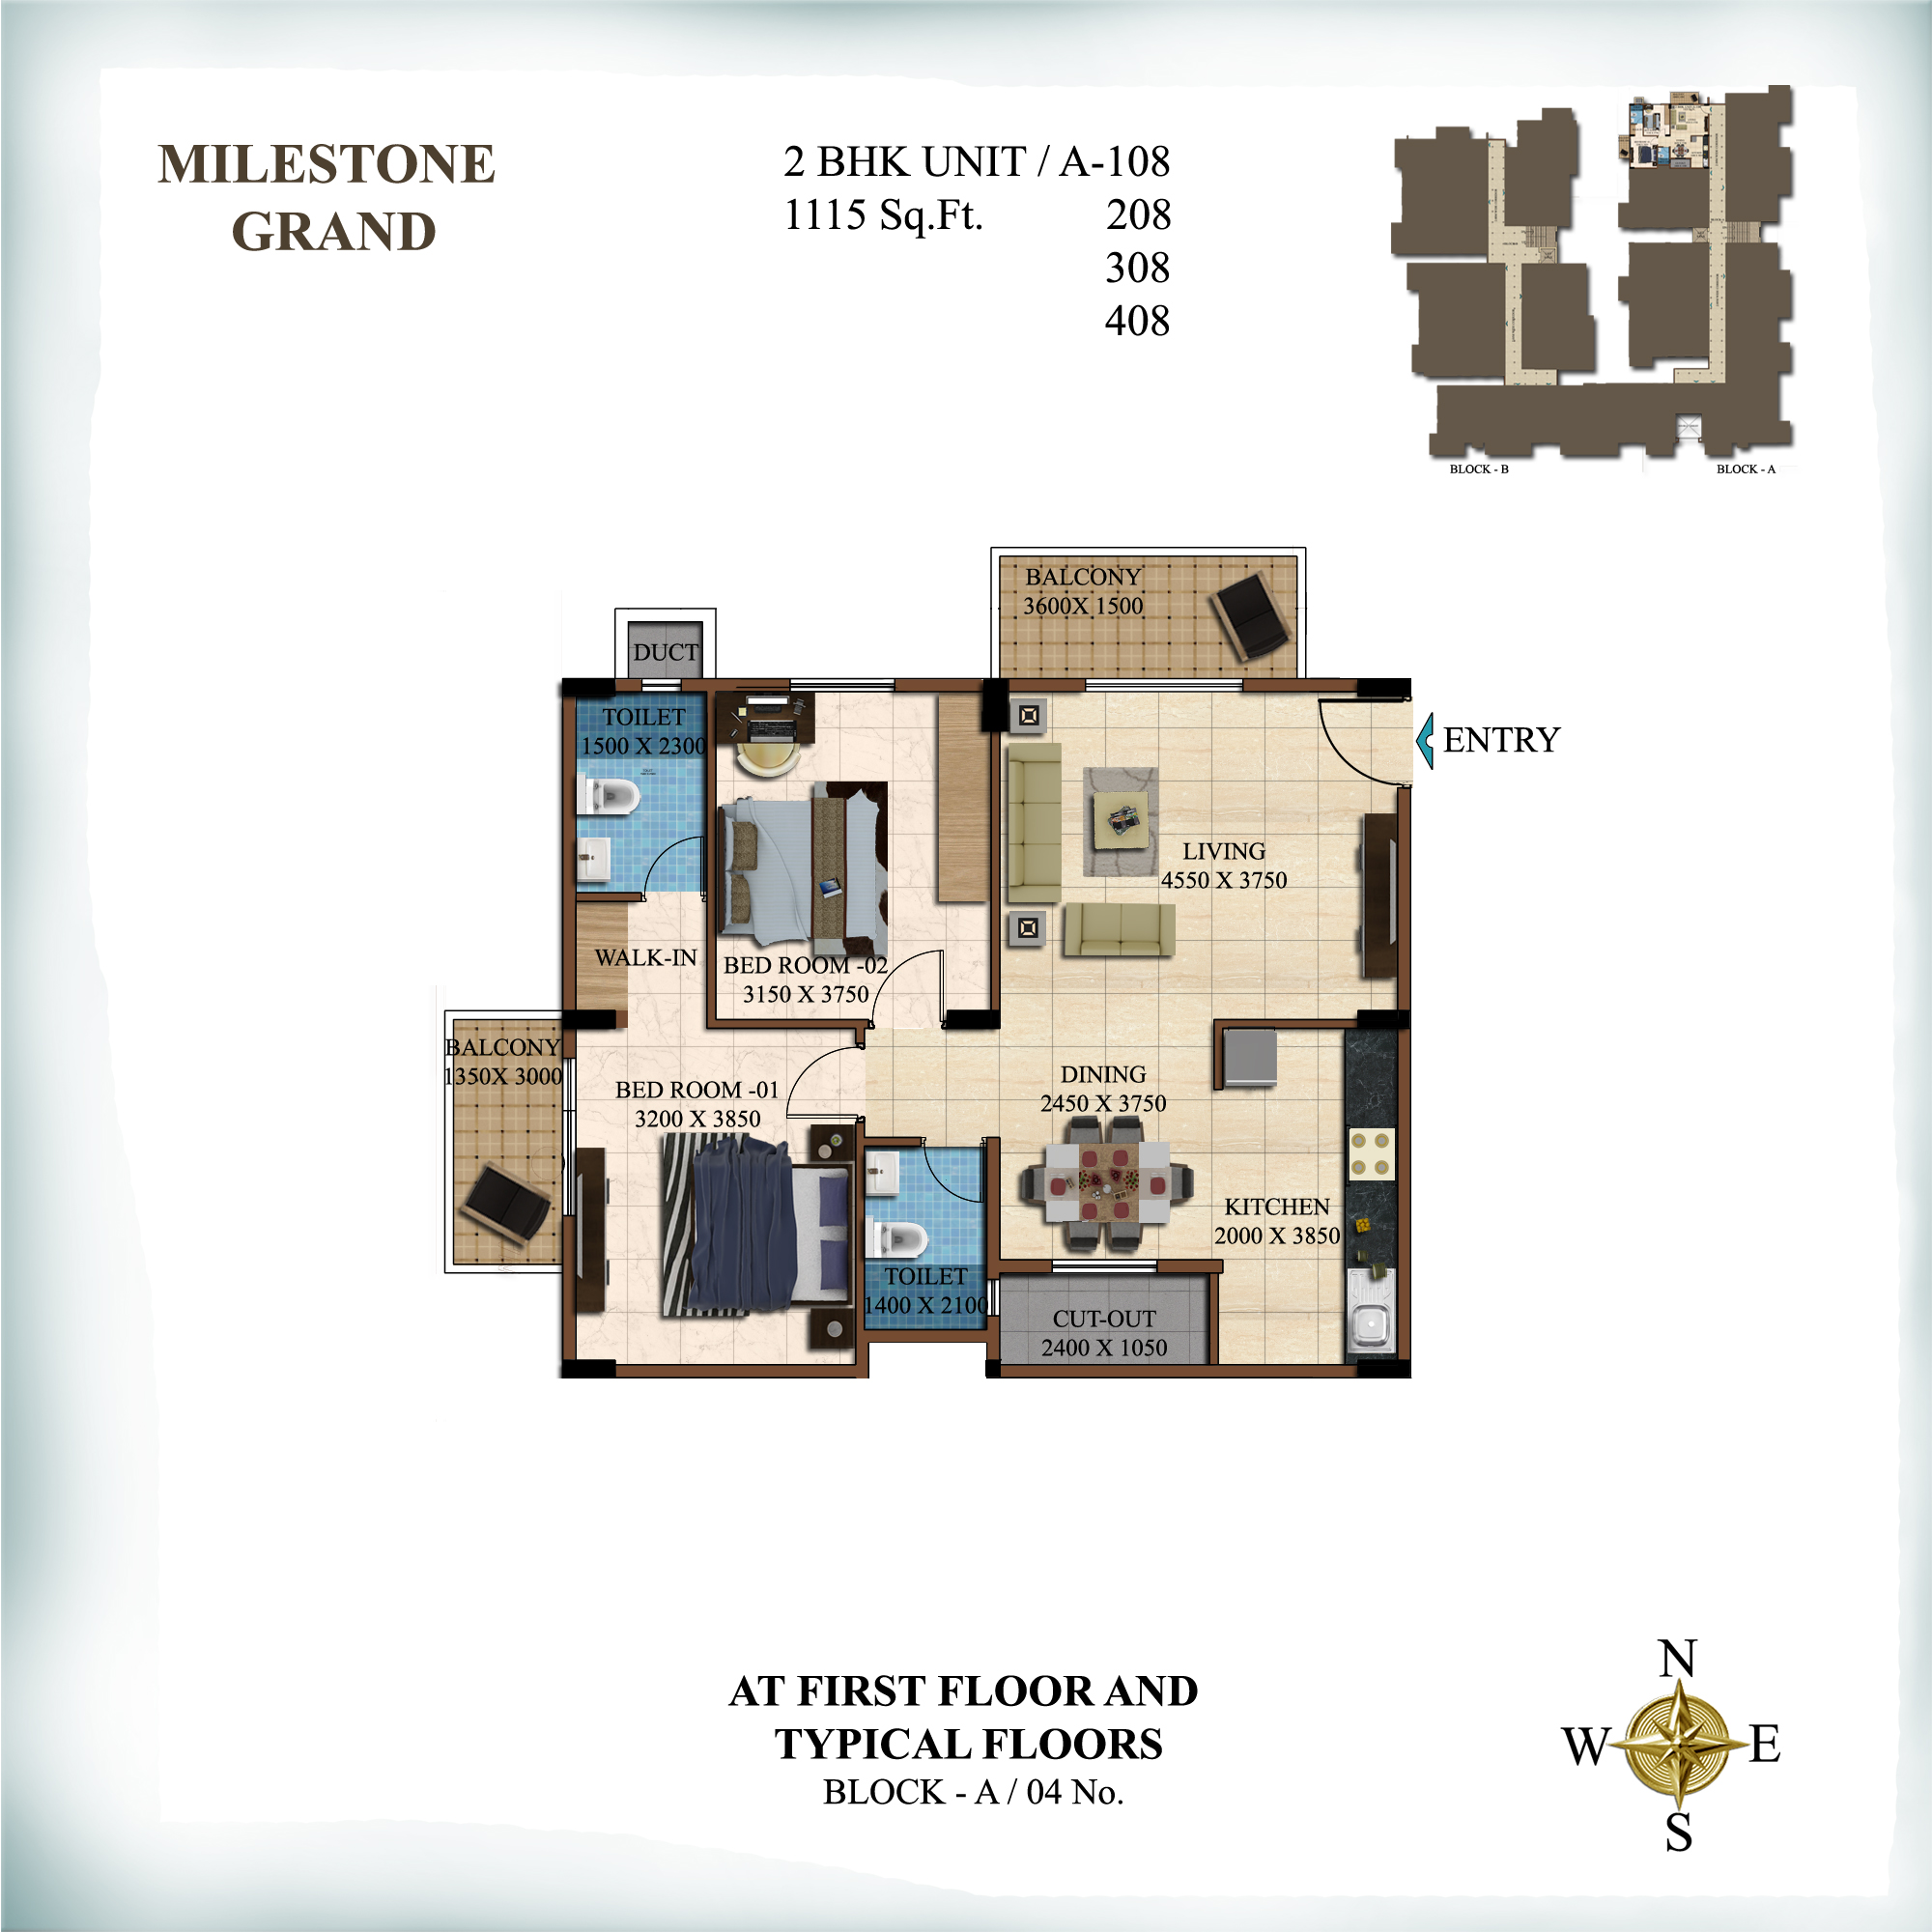 MILESTONE
GRAND
2 BHK UNIT / A-108
1115 Sq.Ft. 208
308
408
BLOCK - B
BLOCK - A
BALCONY
3600X 1500
DUCT
TOILET
1500 X 2300
ENTRY
LIVING
4550 X 3750
WALK-IN
BED ROOM -02
3150 X 3750
BALCONY
1350X 3000
BED ROOM -01
3200 X 3850
DINING
2450 X 3750
KITCHEN
2000 X 3850
TOILET
1400 X 2100
CUT-OUT
2400 X 1050
AT FIRST FLOOR AND
TYPICAL FLOORS
BLOCK - A / 04 No.
N
W
E
S